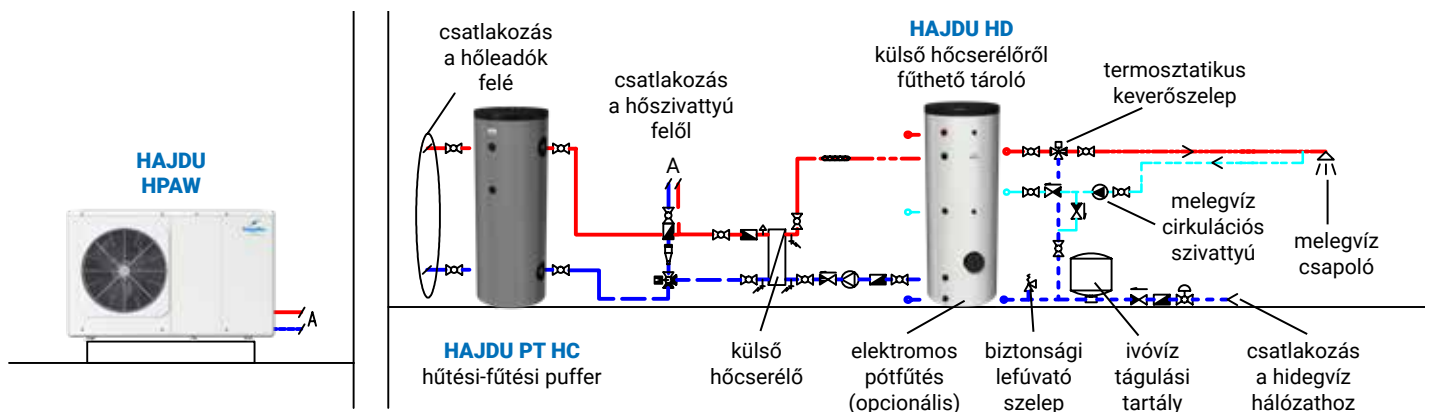 csatlakozás
a hőleadók
felé
csatlakozás
a hőszivattyú
felől
A
HAJDU HD
külső hőcserélőről
fűthető tároló
termosztatikus
keverőszelep
HAJDU
HPAW
A
melegvíz
cirkulációs
szivattyú
melegvíz
csapoló
HAJDU PT HC
hűtési-fűtési puffer
külső
hőcserélő
elektromos
pótfűtés
(opcionális)
biztonsági
lefúvató
szelep
ivóvíz
tágulási
tartály
csatlakozás
a hidegvíz
hálózathoz